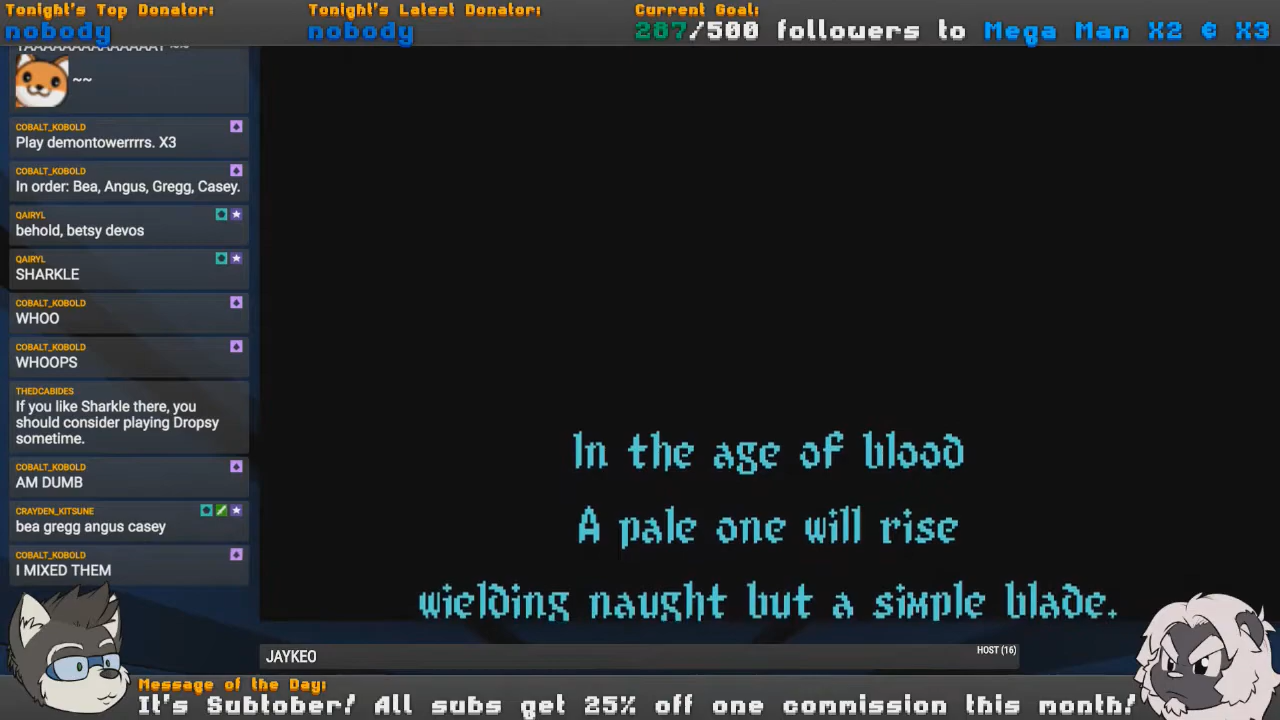 Tonight's Top Donator:
nobody
Tonight's Latest Donator:
nobody
Current Goal:
287/500 followers to Mega Man X2 & X3
~~
COBALT_KOBOLD
Play demontowerrrrs. X3
COBALT_KOBOLD
In order: Bea, Angus, Gregg, Casey.
QAIRYL
behold, betsy devos
QAIRYL
SHARKLE
COBALT_KOBOLD
WHOO
COBALT_KOBOLD
WHOOPS
THEDCABIDES
If you like Sharkle there, you
should consider playing Dropsy
sometime.
COBALT_KOBOLD
AM DUMB
CRAYDEN_KITSUNE
bea gregg angus casey
COBALT_KOBOLD
I MIXED THEM
In the age of blood
A pale one will rise
wielding naught but a simple blade.
JAYKEO
HOST (16)
Message of the Day:
It's Subtober! All subs get 25% off one commission this month!